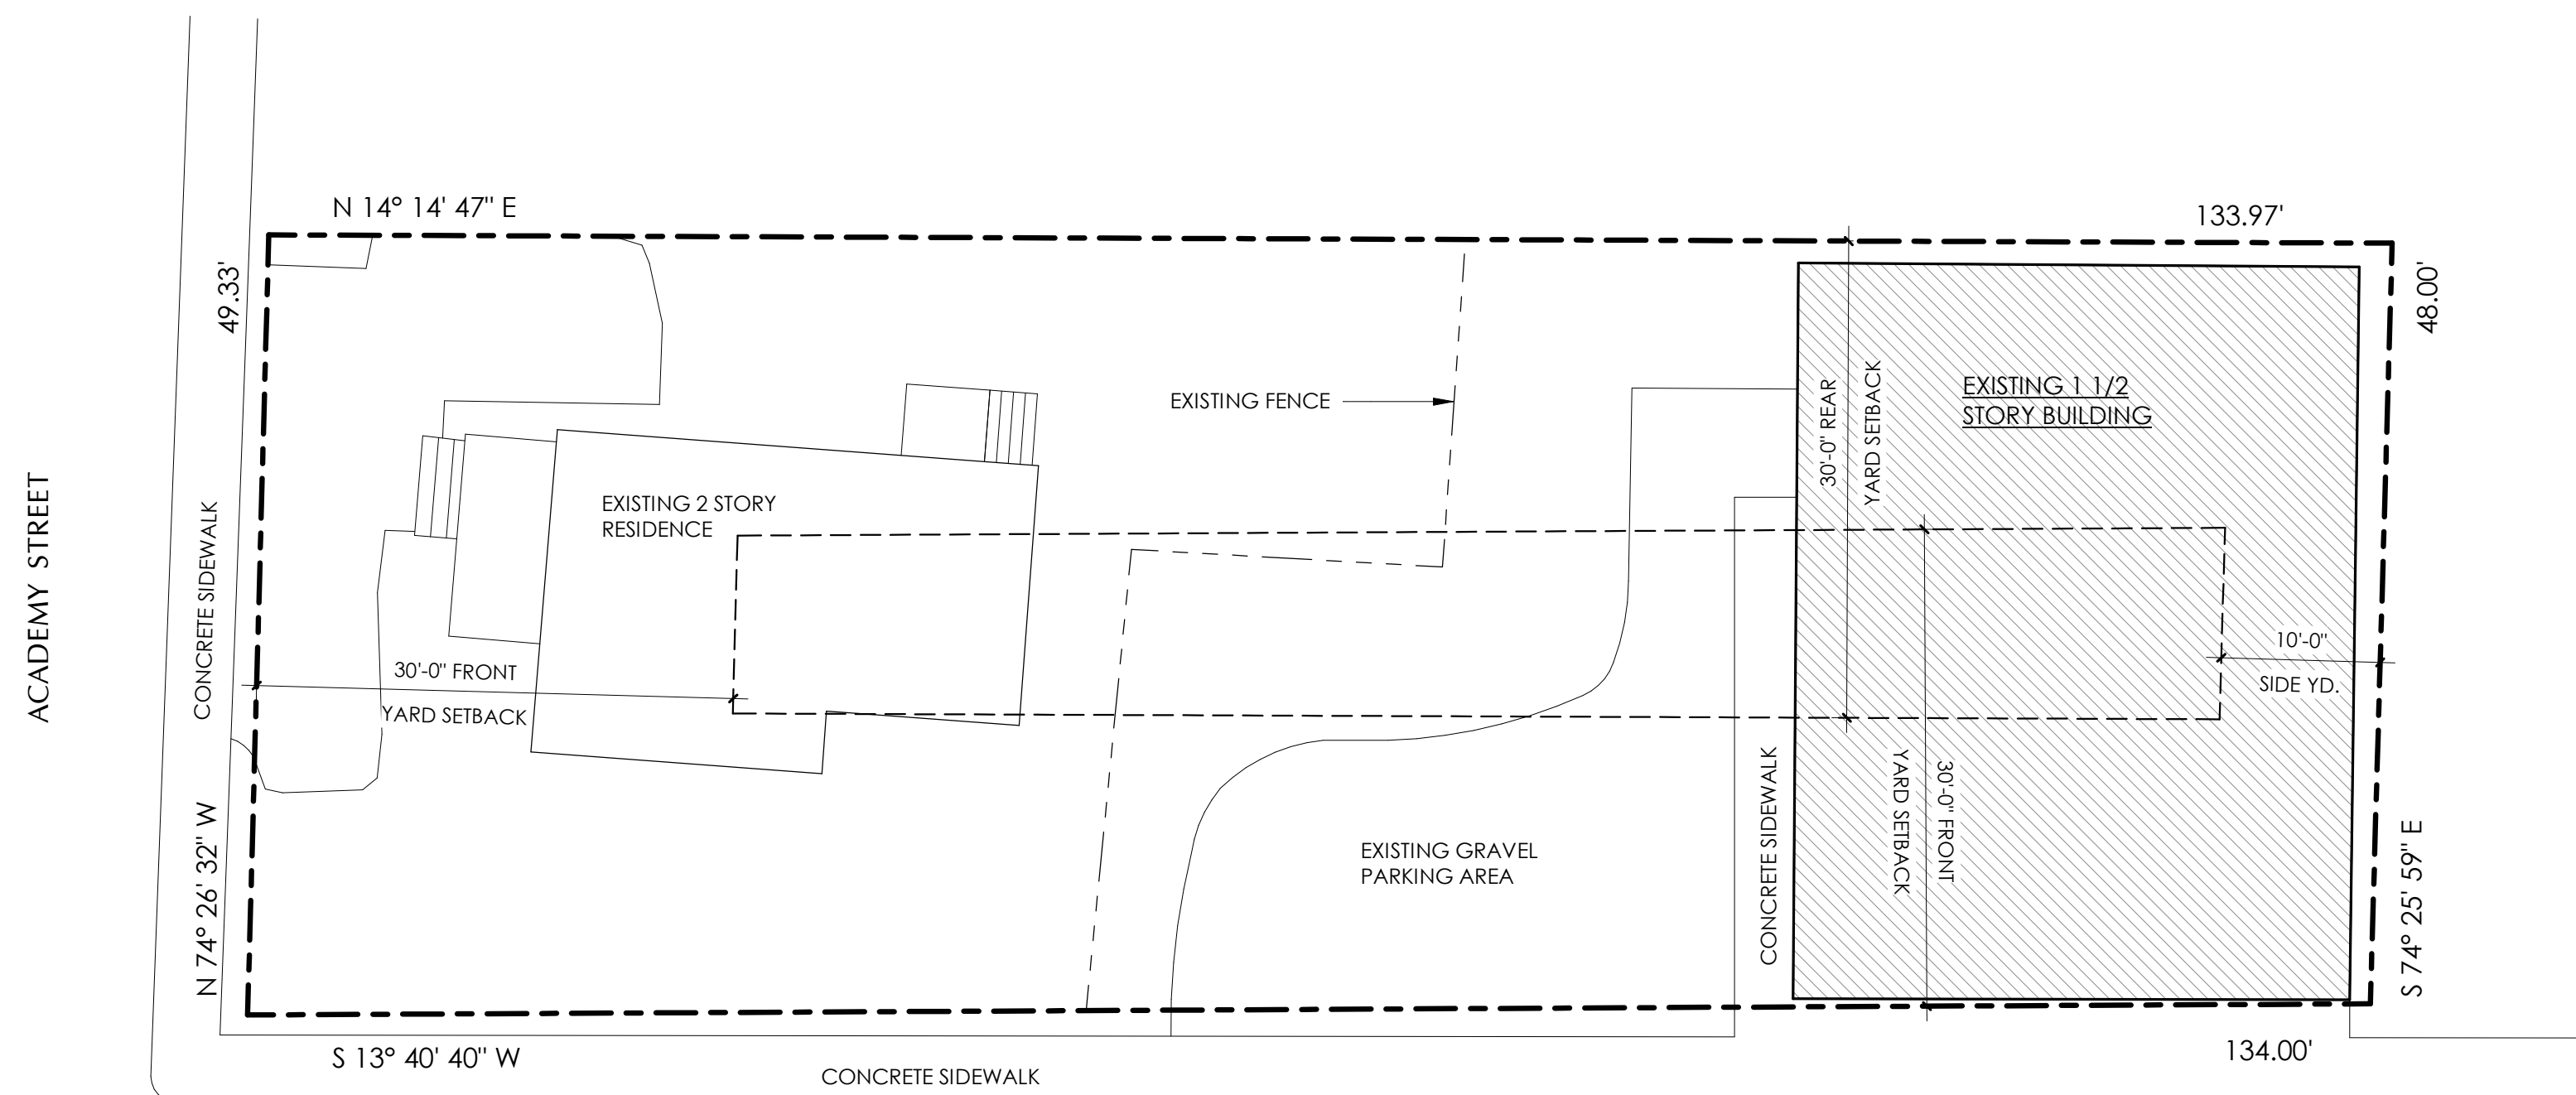 N 14° 14' 47" E
133.97'
49.33'
48.00'
EXISTING FENCE
30'-0" REAR
YARD SETBACK
EXISTING 1 1/2
STORY BUILDING
ACADEMY STREET
CONCRETE SIDEWALK
EXISTING 2 STORY
RESIDENCE
30'-0" FRONT
YARD SETBACK
10'-0"
SIDE YD.
N 74° 26' 32" W
EXISTING GRAVEL
PARKING AREA
CONCRETE SIDEWALK
YARD SETBACK
30'-0" FRONT
S 74° 25' 59" E
S 13° 40' 40" W
134.00'
CONCRETE SIDEWALK